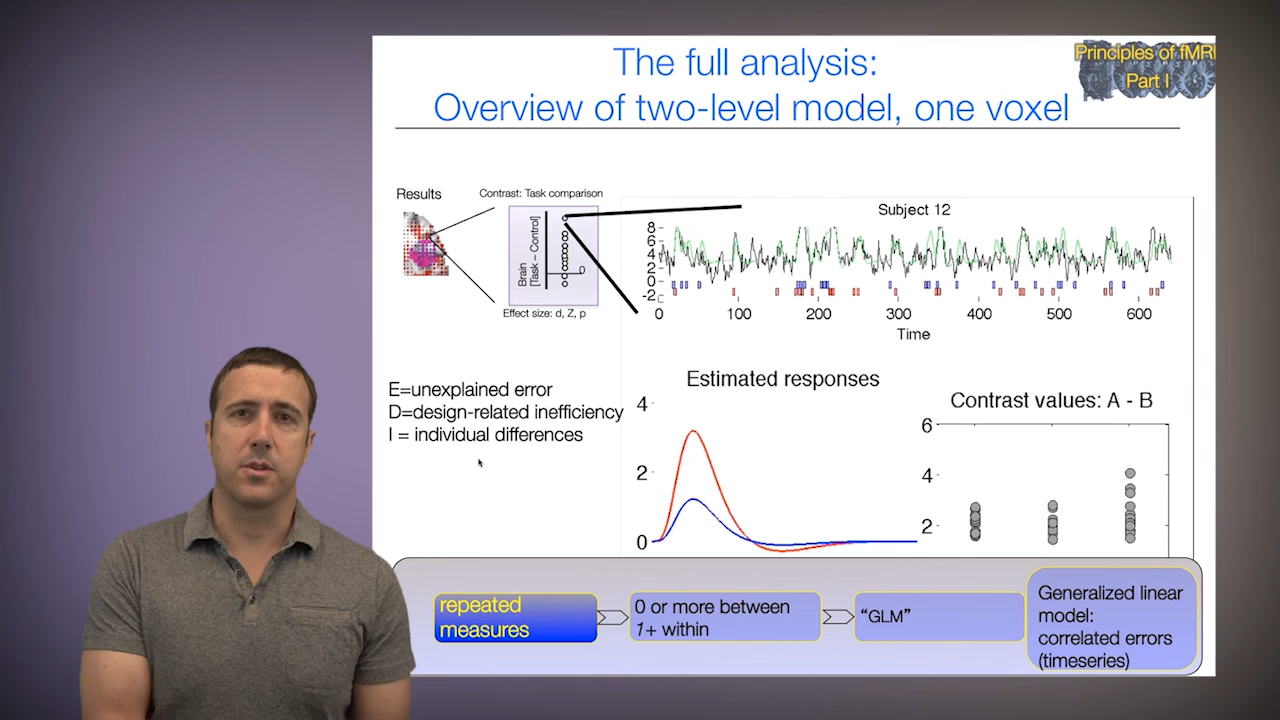 The full analysis:
Overview of two-level model, one voxel
Principles of fMRI
Part I
Results
Contrast: Task comparison
Brain
[Task – Control]
0
Effect size: d, Z, p
Subject 12
8
6
4
2
0
-2
0 100 200 300 400 500 600
Time
E=unexplained error
D=design-related inefficiency
I = individual differences
Estimated responses
4
2
0
Contrast values: A - B
6
4
2
repeated
measures
0 or more between
1+ within
“GLM”
Generalized linear
model:
correlated errors
(timeseries)